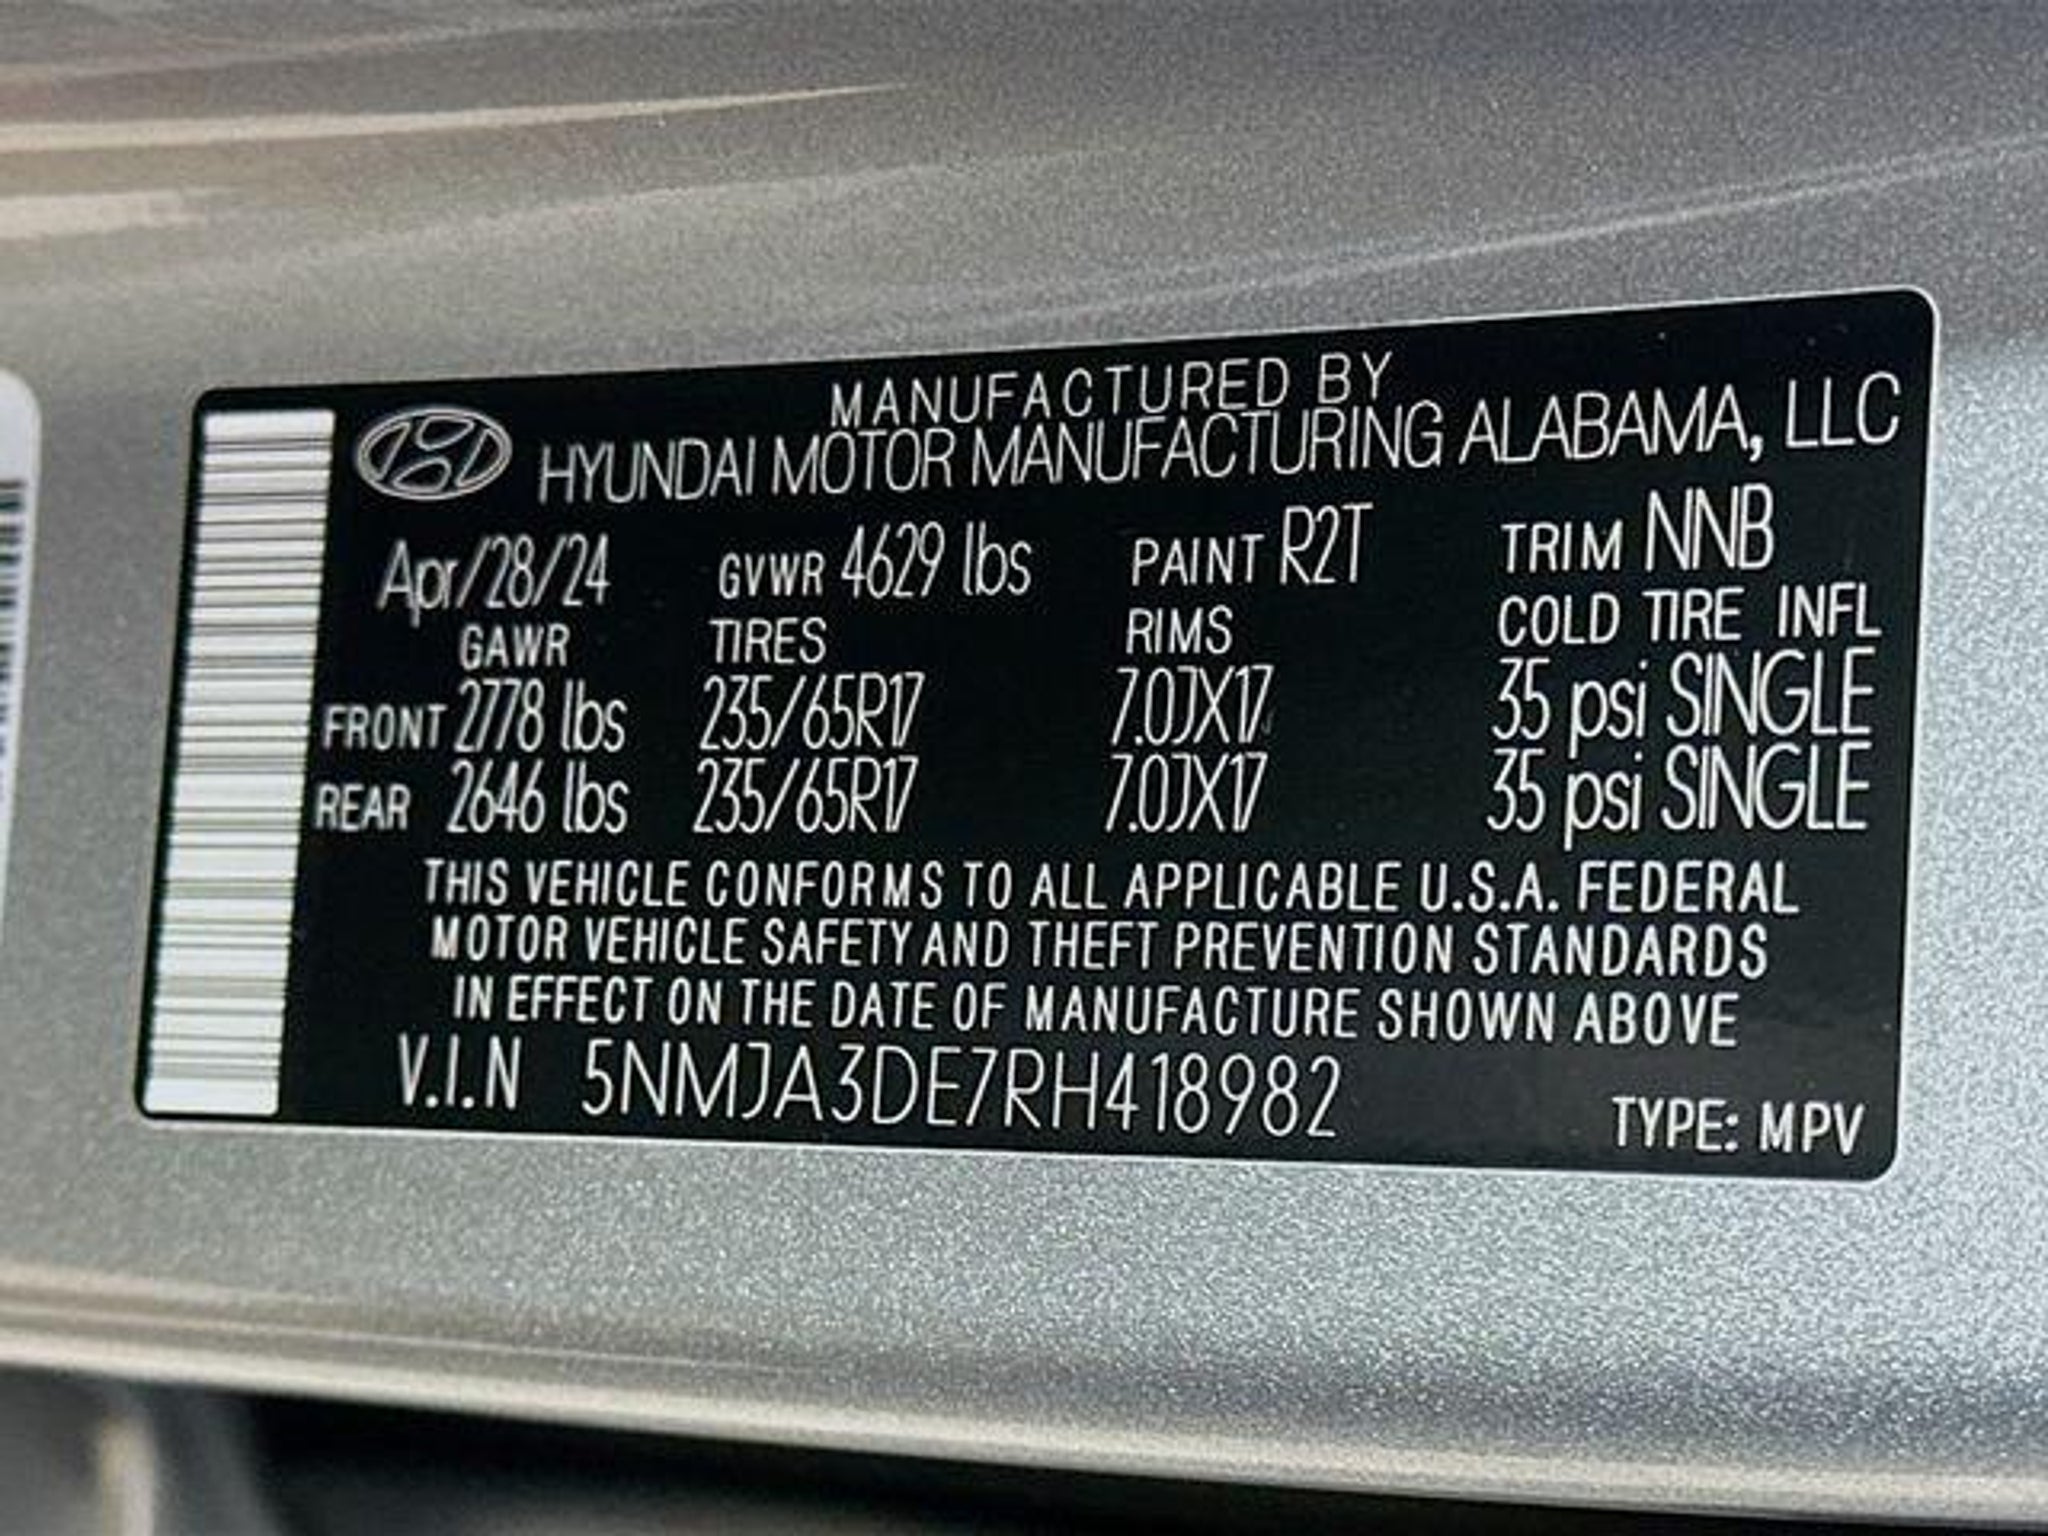 MANUFACTURED BY
HYUNDAI MOTOR MANUFACTURING ALABAMA, LLC
Apr/28/24 GVWR 4629 lbs PAINT R2T TRIM NNB
GAWR TIRES RIMS COLD TIRE INFL
FRONT 2778 lbs 235/65R17 7.0JX17 35 psi SINGLE
REAR 2646 lbs 235/65R17 7.0JX17 35 psi SINGLE
THIS VEHICLE CONFORMS TO ALL APPLICABLE U.S.A. FEDERAL
MOTOR VEHICLE SAFETY AND THEFT PREVENTION STANDARDS
IN EFFECT ON THE DATE OF MANUFACTURE SHOWN ABOVE
V.I.N 5NMJA3DE7RH418982 TYPE: MPV